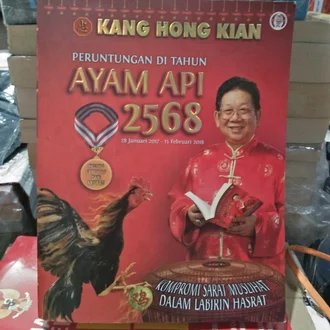 KANG HONG KIAN
PERUNTUNGAN DI TAHUN
AYAM API
2568
28 Januari 2017 - 15 Februari 2018
KOMPROMI SARAT MUSLIHAT
DALAM LABIRIN HASRAT